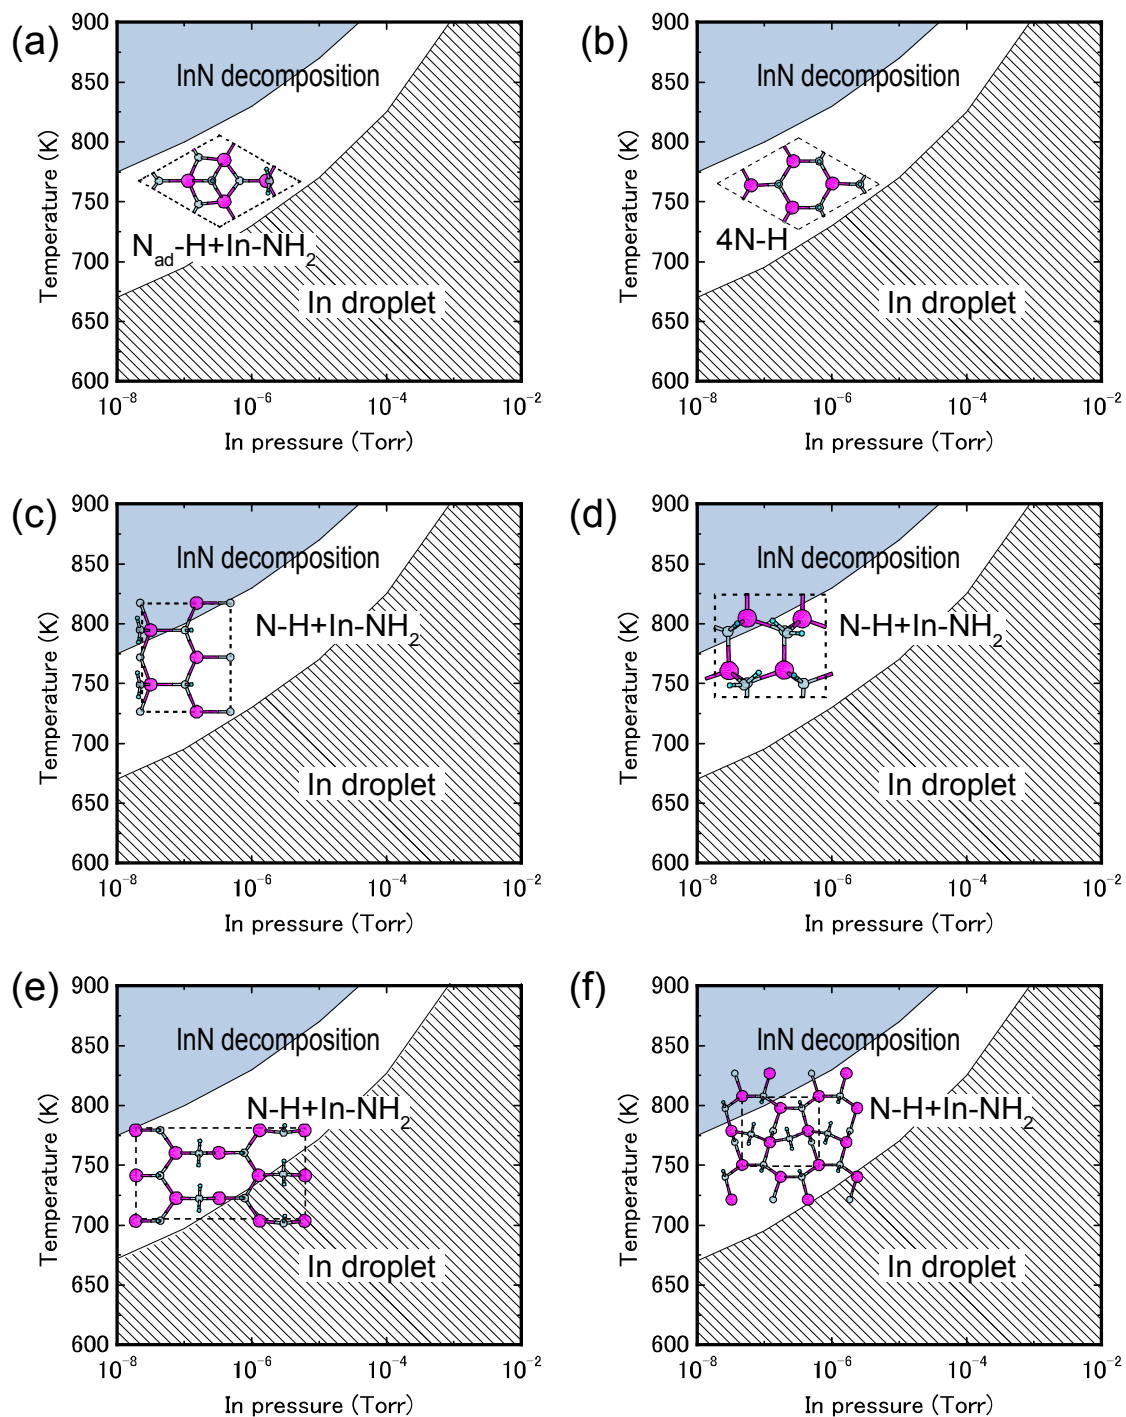 (a)
900
850
800
750
700
650
600
Temperature (K)
InN decomposition
N_ad-H+In-NH_2
In droplet
10^-8
10^-6
10^-4
10^-2
In pressure (Torr)
(b)
900
850
800
750
700
650
600
Temperature (K)
InN decomposition
4N-H
In droplet
10^-8
10^-6
10^-4
10^-2
In pressure (Torr)
(c)
900
850
800
750
700
650
600
Temperature (K)
InN decomposition
N-H+In-NH_2
In droplet
10^-8
10^-6
10^-4
10^-2
In pressure (Torr)
(d)
900
850
800
750
700
650
600
Temperature (K)
InN decomposition
N-H+In-NH_2
In droplet
10^-8
10^-6
10^-4
10^-2
In pressure (Torr)
(e)
900
850
800
750
700
650
600
Temperature (K)
InN decomposition
N-H+In-NH_2
In droplet
10^-8
10^-6
10^-4
10^-2
In pressure (Torr)
(f)
900
850
800
750
700
650
600
Temperature (K)
InN decomposition
N-H+In-NH_2
In droplet
10^-8
10^-6
10^-4
10^-2
In pressure (Torr)